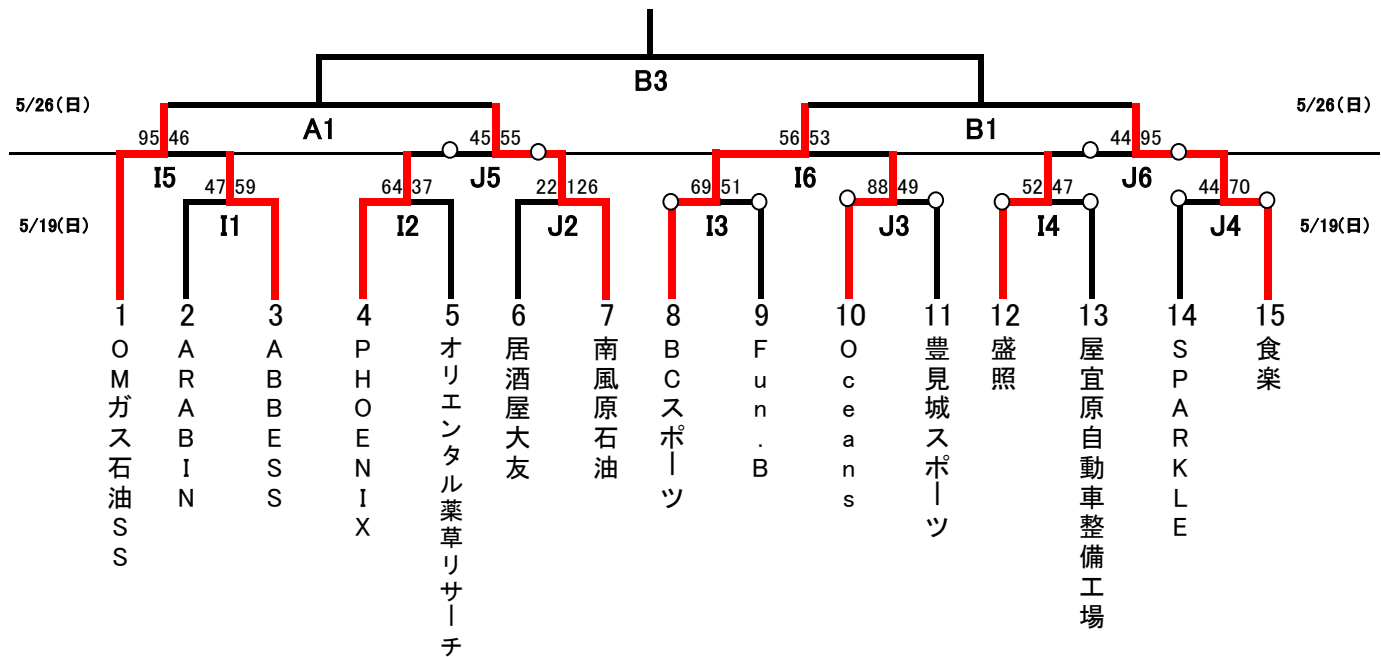 B3
5/26(日)
5/26(日)
A1
B1
95 46
45 55
56 53
44 95
I5
J5
I6
J6
47 59
64 37
22 126
69 51
88 49
52 47
44 70
5/19(日)
I1
I2
J2
I3
J3
I4
J4
5/19(日)
1
2
3
4
5
6
7
8
9
10
11
12
13
14
15
OMガス石油SS
ARABIN
ABBESS
PHOENIX
オリエンタル薬草リサーチ
居酒屋大友
南風原石油
BCスポーツ
Fun.B
Oceans
豊見城スポーツ
盛照
屋宜原自動車整備工場
SPARKLE
食楽